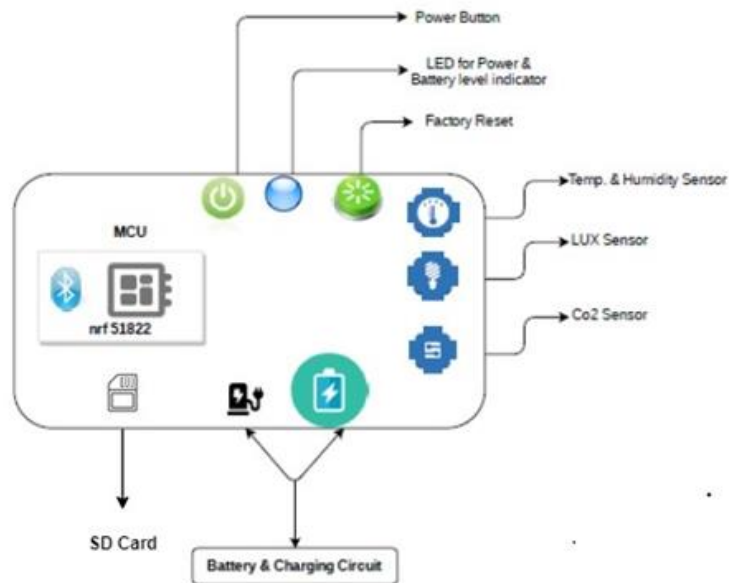 Power Button
LED for Power &
Battery level indicator
Factory Reset
Temp. & Humidity Sensor
MCU
LUX Sensor
nrf 51822
Co2 Sensor
SD Card
Battery & Charging Circuit